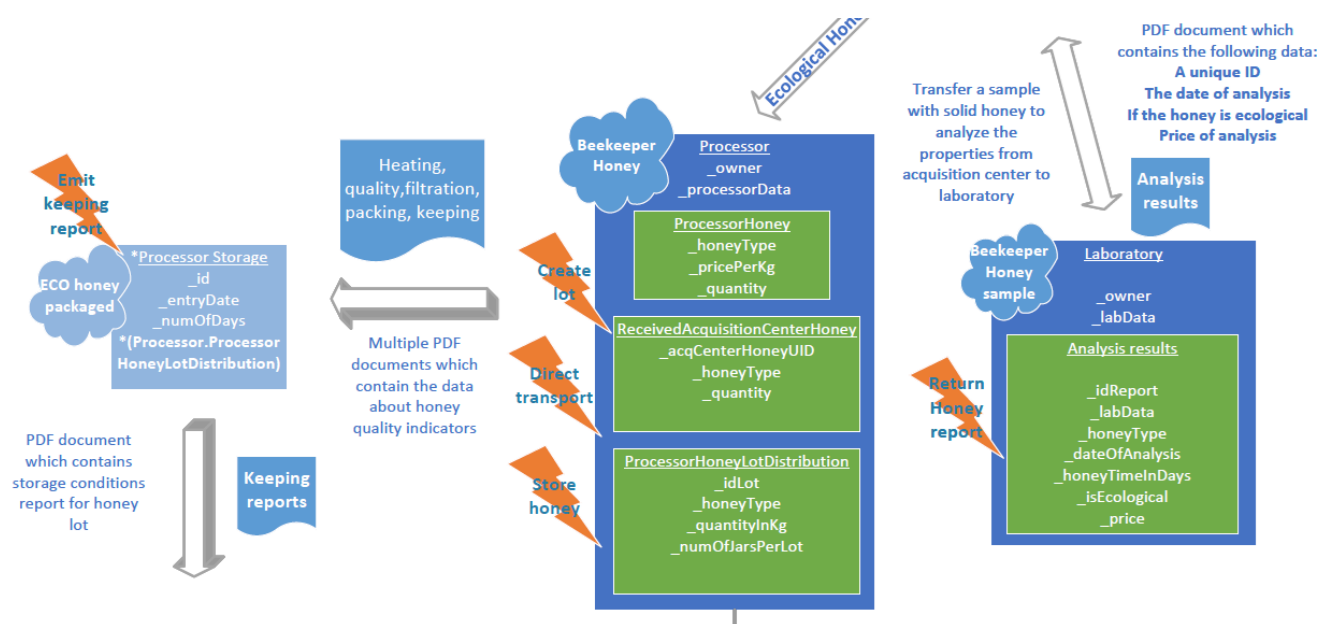 Ecological Hone
PDF document which
contains the following data:
A unique ID
The date of analysis
If the honey is ecological
Price of analysis
Transfer a sample
with solid honey to
analyze the
properties from
acquisition center to
laboratory
Analysis
results
Beekeeper
Honey
Processor
_owner
_processorData
ProcessorHoney
_honeyType
_pricePerKg
_quantity
Create
lot
ReceivedAcquisitionCenterHoney
_acqCenterHoneyUID
_honeyType
_quantity
Direct
transport
ProcessorHoneyLotDistribution
_idLot
_honeyType
_quantityInKg
_numOfJarsPerLot
Store
honey
Heating,
quality,filtration,
packing, keeping
Multiple PDF
documents which
contain the data
about honey
quality indicators
Emit
keeping
report
ECO honey
packaged
*Processor Storage
_id
_entryDate
_numOfDays
*(Processor.Processor
HoneyLotDistribution)
PDF document
which contains
storage conditions
report for honey
lot
Keeping
reports
Beekeeper
Honey
sample
Laboratory
_owner
_labData
Analysis results
_idReport
_labData
_honeyType
_dateOfAnalysis
_honeyTimeInDays
_isEcological
_price
Return
Honey
report